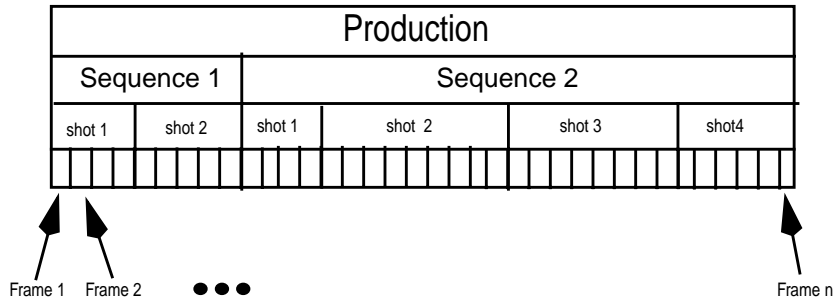 Production
Sequence 1 Sequence 2
shot 1 shot 2 shot 1 shot 2 shot 3 shot4
Frame 1 Frame 2 Frame n